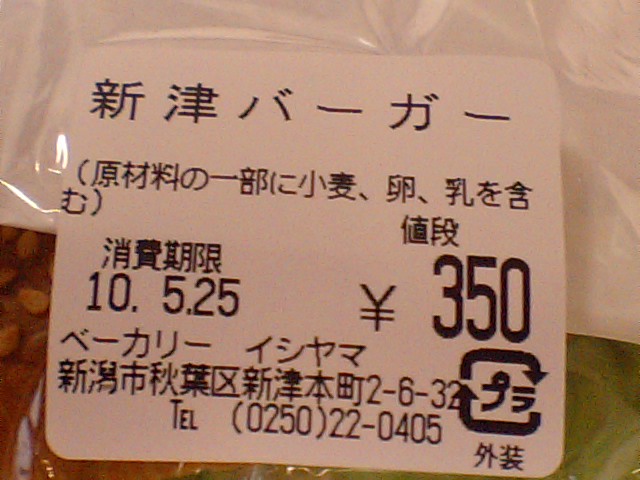 新津バーガー
（原材料の一部に小麦、卵、乳を含
む）
値段
消費期限
10. 5.25
￥ 350
ベーカリー　イシヤマ
新潟市秋葉区新津本町2-6-32
プラ
TEL （0250）22-0405
外装